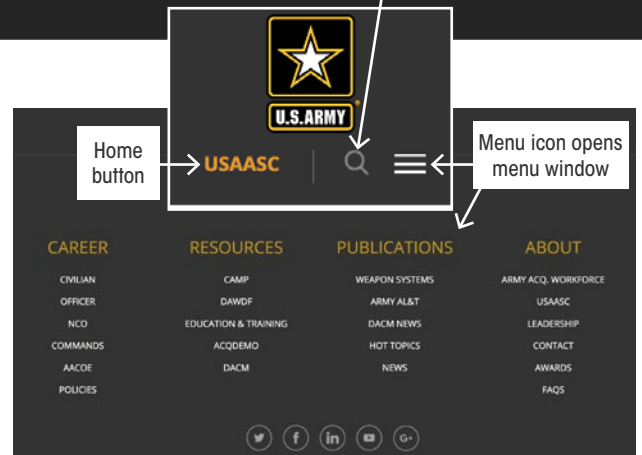 U.S.ARMY
Home
button
USAASC
Menu icon opens
menu window
CAREER
CIVILIAN
OFFICER
NCO
COMMANDS
AACOE
POLICIES
RESOURCES
CAMP
DAWDF
EDUCATION & TRAINING
ACQDEMO
DACM
PUBLICATIONS
WEAPON SYSTEMS
ARMY AL&T
DACM NEWS
HOT TOPICS
NEWS
ABOUT
ARMY ACQ. WORKFORCE
USAASC
LEADERSHIP
CONTACT
AWARDS
FAQS